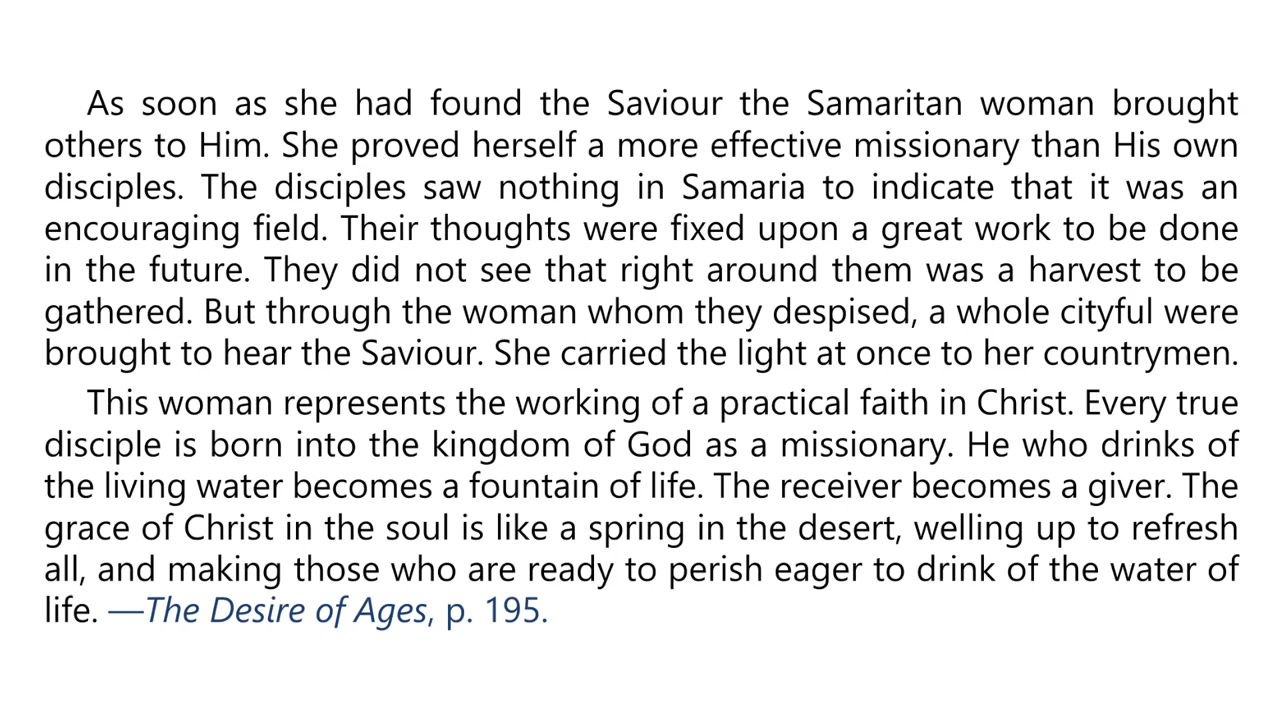 As soon as she had found the Saviour the Samaritan woman brought
others to Him. She proved herself a more effective missionary than His own
disciples. The disciples saw nothing in Samaria to indicate that it was an
encouraging field. Their thoughts were fixed upon a great work to be done
in the future. They did not see that right around them was a harvest to be
gathered. But through the woman whom they despised, a whole cityful were
brought to hear the Saviour. She carried the light at once to her countrymen.
This woman represents the working of a practical faith in Christ. Every true
disciple is born into the kingdom of God as a missionary. He who drinks of
the living water becomes a fountain of life. The receiver becomes a giver. The
grace of Christ in the soul is like a spring in the desert, welling up to refresh
all, and making those who are ready to perish eager to drink of the water of
life. —The Desire of Ages, p. 195.